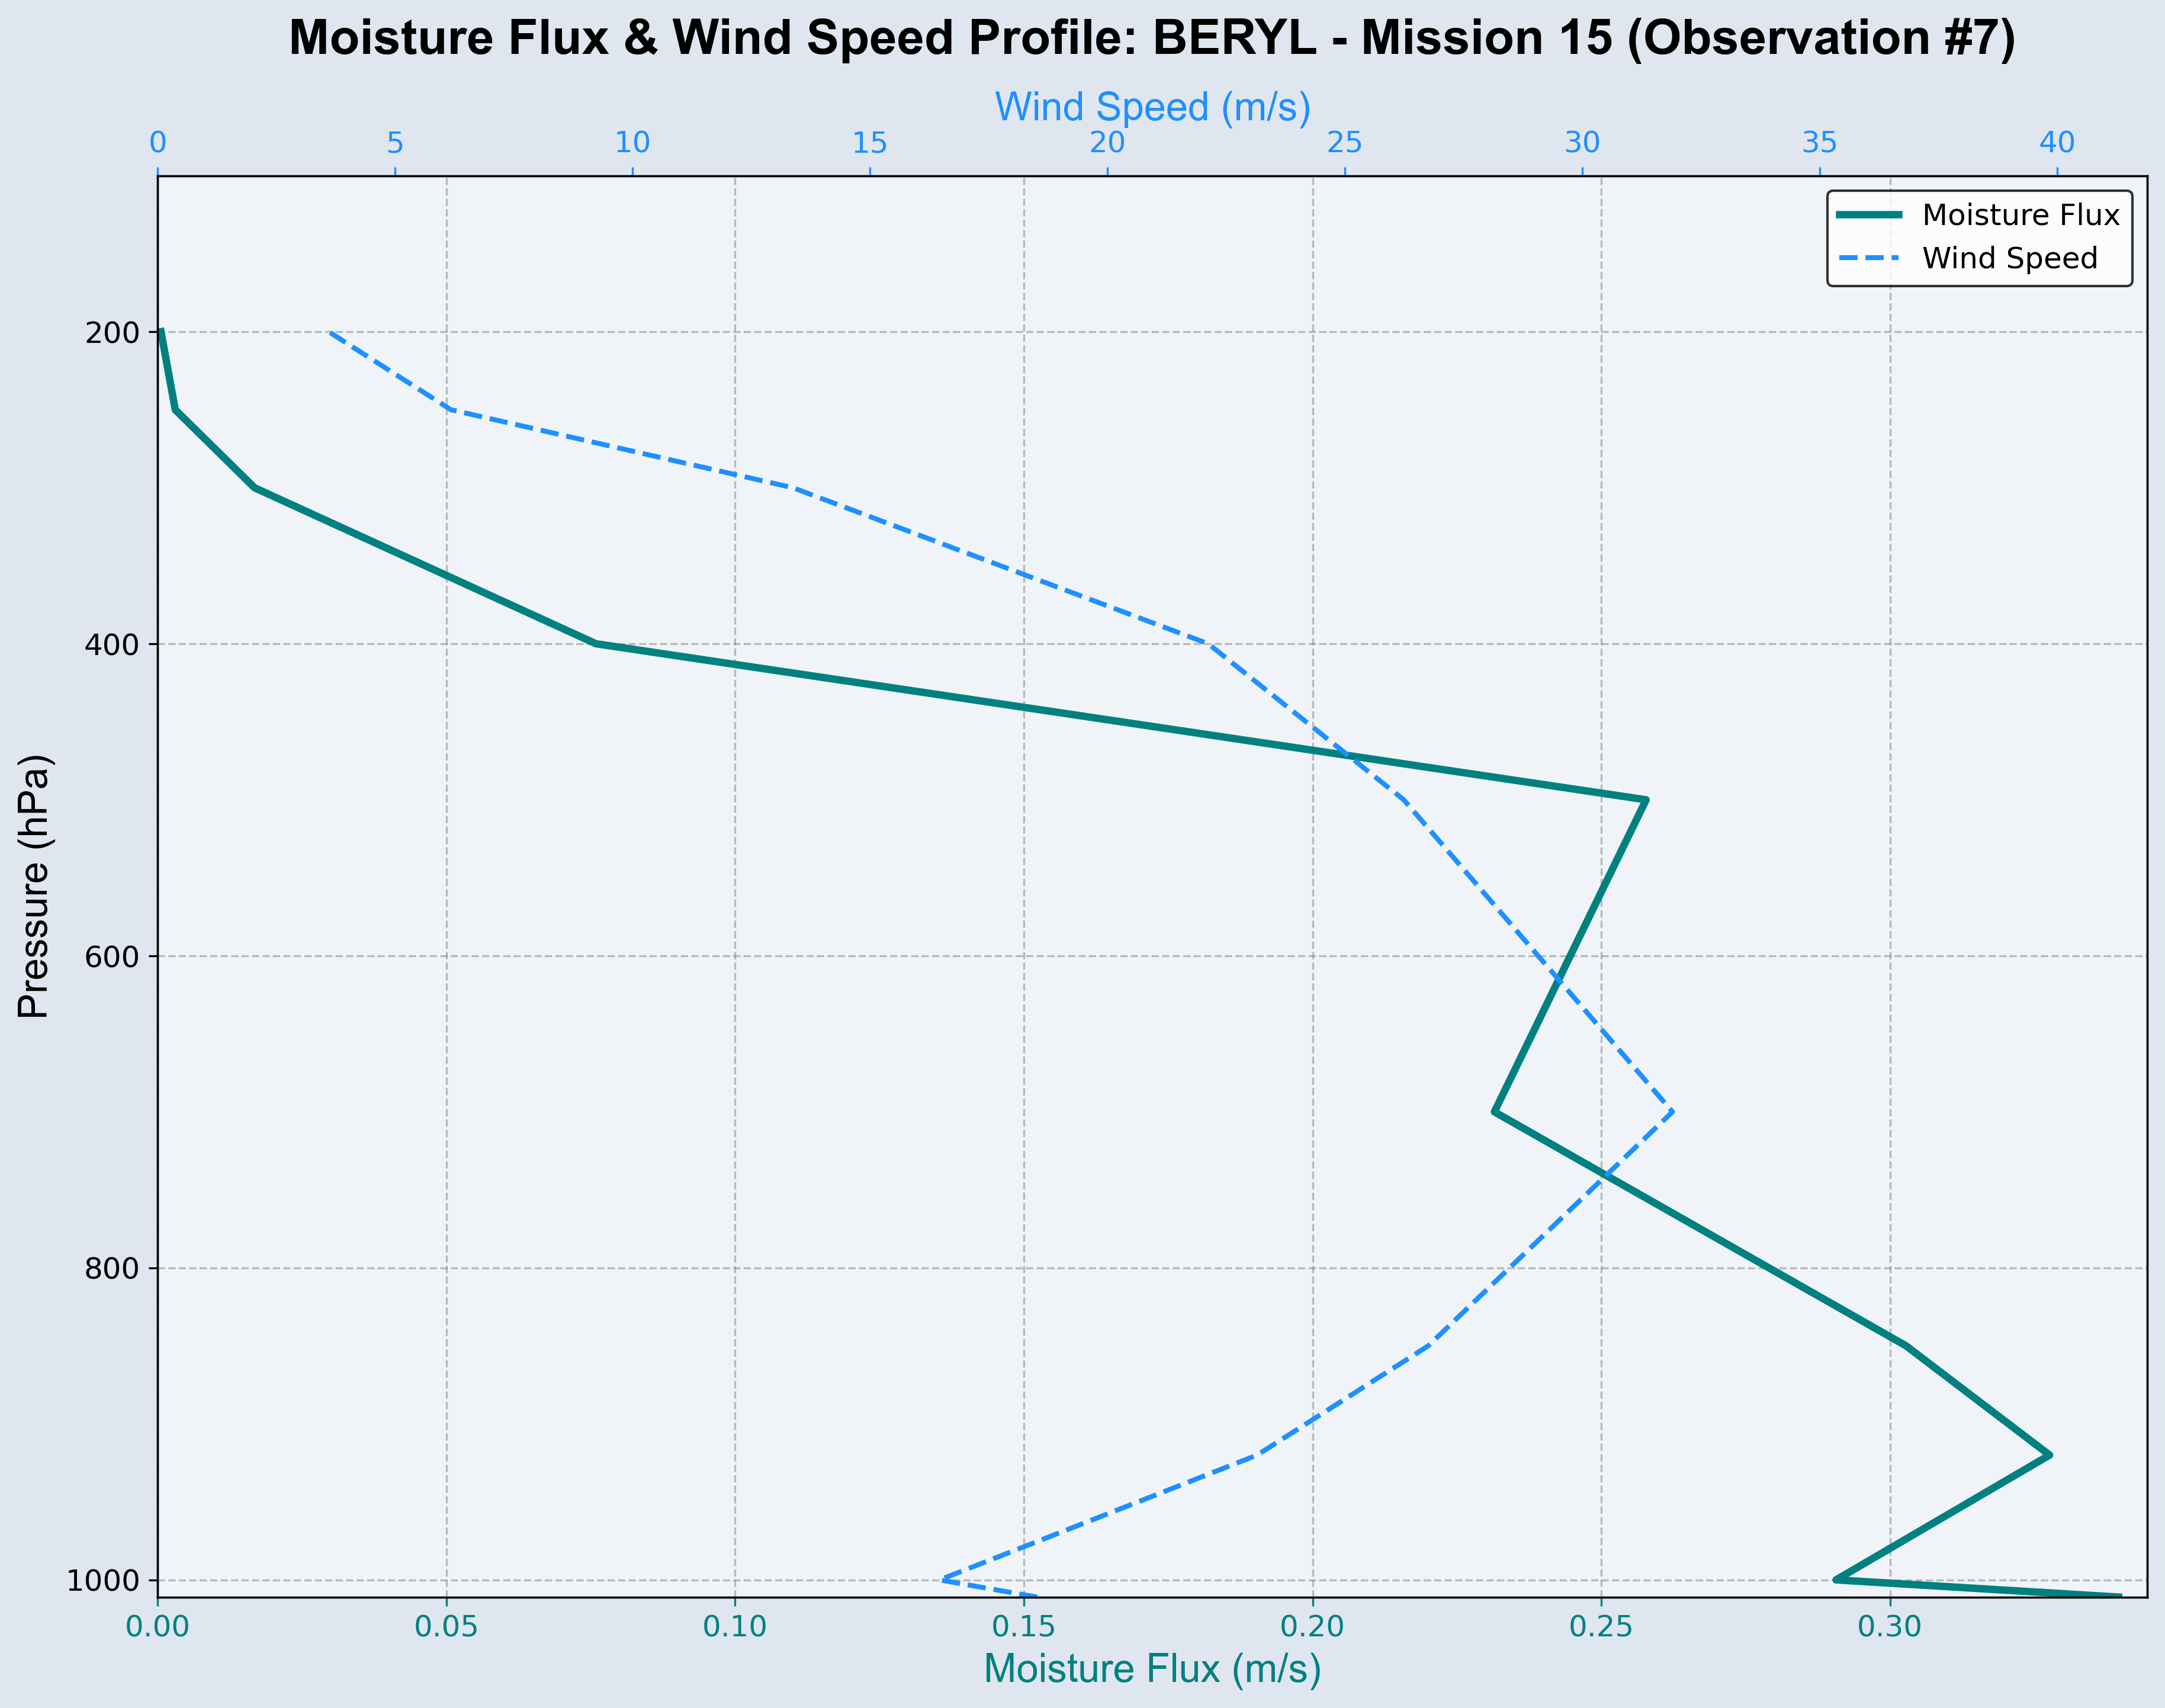 Moisture Flux & Wind Speed Profile: BERYL - Mission 15 (Observation #7)
Wind Speed (m/s)
0 5 10 15 20 25 30 35 40
Moisture Flux
Wind Speed
200
400
600
800
1000
Pressure (hPa)
0.00 0.05 0.10 0.15 0.20 0.25 0.30
Moisture Flux (m/s)